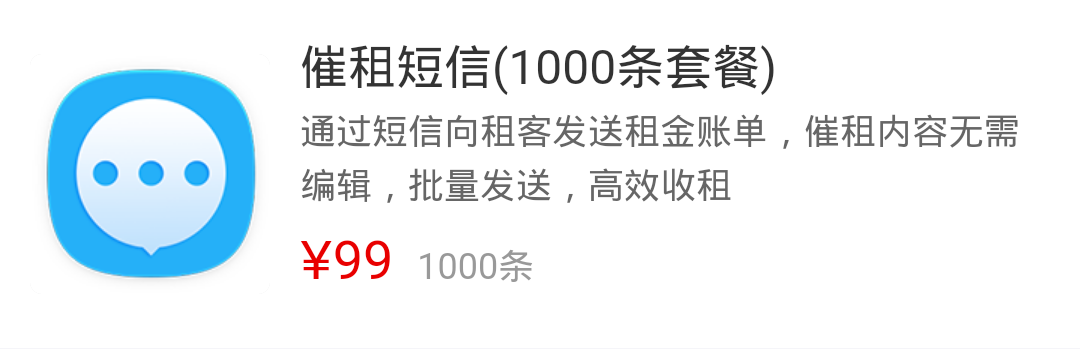 催租短信(1000条套餐)
通过短信向租客发送租金账单，催租内容无需
编辑，批量发送，高效收租
¥99 1000条